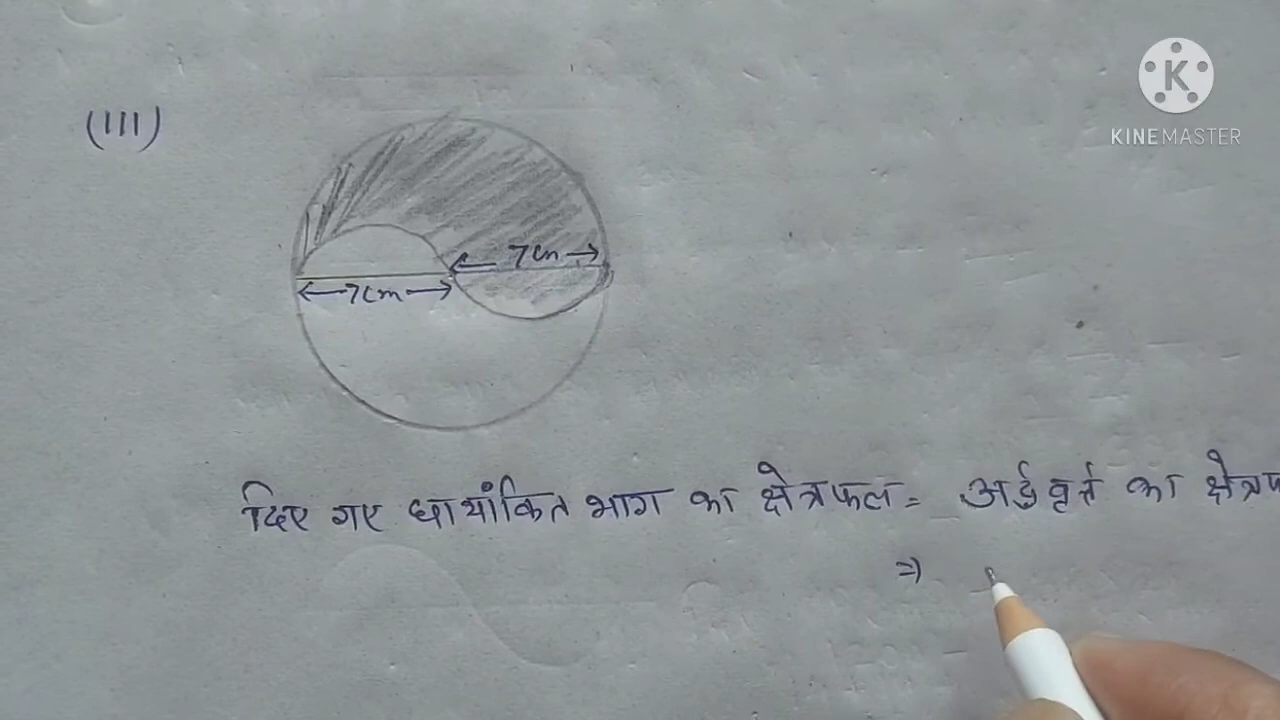 (III)
K
KINEMASTER
7cm
7cm
दिए गए छायांकित भाग का क्षेत्रफल = अर्द्धवृत्त का
⇒